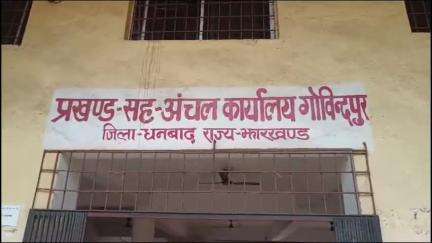 प्रखण्ड-सह-अंचल कार्यालय गोविन्दपुर
जिला-धनबाद राज्य-झारखण्ड